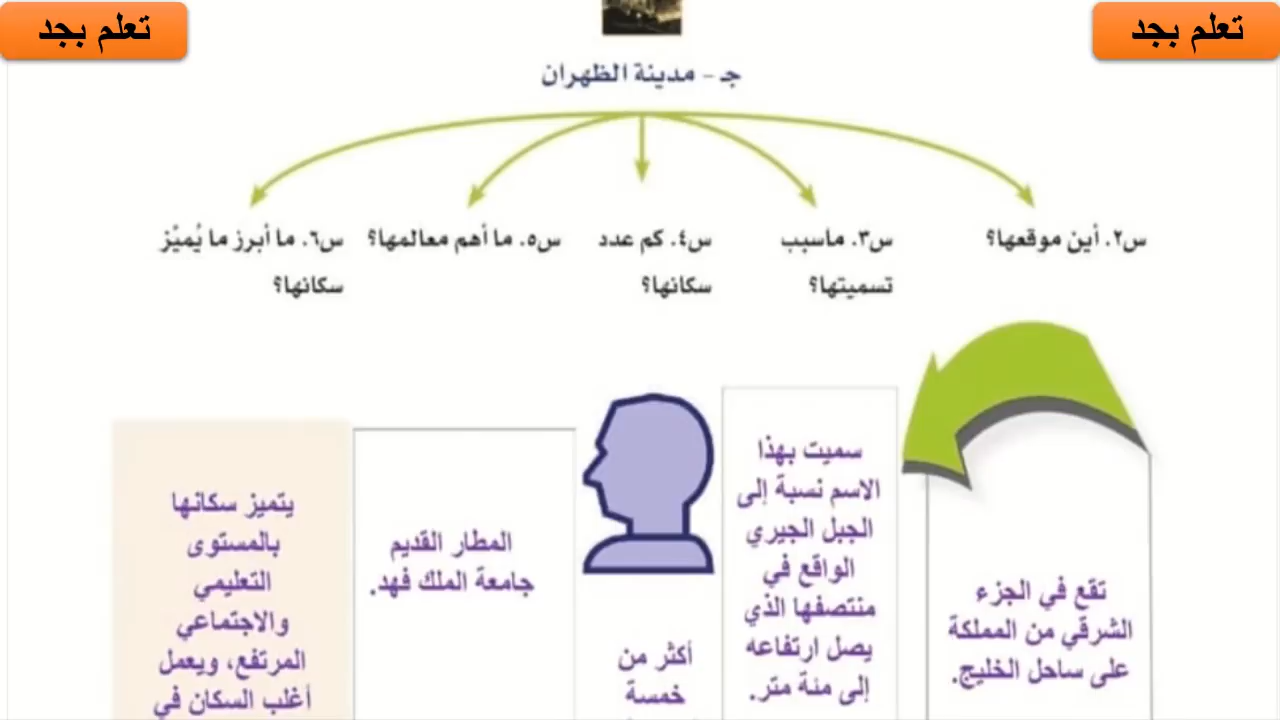 تعلم بجد
تعلم بجد
جـ - مدينة الظهران
س٢. أين موقعها؟
س٣. ماسبب
تسميتها؟
س٤. كم عدد
سكانها؟
س٥. ما أهم معالمها؟
س٦. ما أبرز ما يُميّز
سكانها؟
تقع في الجزء
الشرقي من المملكة
على ساحل الخليج.
سميت بهذا
الاسم نسبة إلى
الجبل الجيري
الواقع في
منتصفها الذي
يصل ارتفاعه
إلى مئة متر.
أكثر من
خمسة
المطار القديم
جامعة الملك فهد.
يتميز سكانها
بالمستوى
التعليمي
والاجتماعي
المرتفع، ويعمل
أغلب السكان في